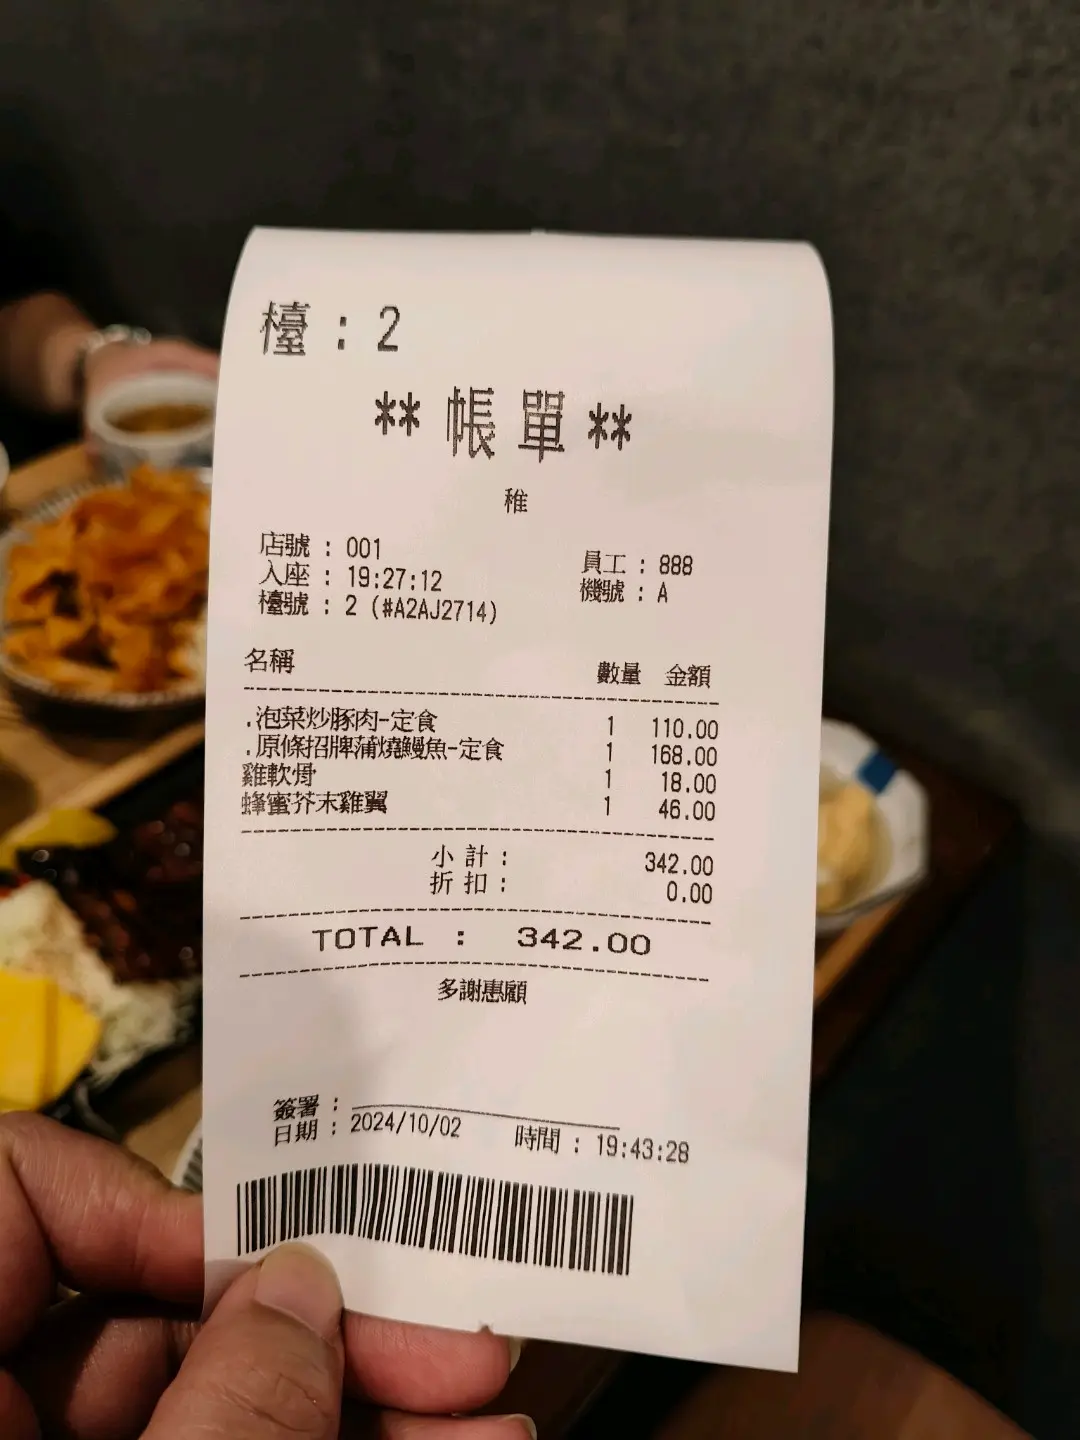 檯 : 2
** 帳單 **
稚
店號 : 001 員工 : 888
入座 : 19:27:12 機號 : A
檯號 : 2 (#A2AJ2714)
名稱 數量 金額
.泡菜炒豚肉-定食 1 110.00
.原條招牌蒲燒鰻魚-定食 1 168.00
雞軟骨 1 18.00
蜂蜜芥末雞翼 1 46.00
小計 : 342.00
折扣 : 0.00
TOTAL : 342.00
多謝惠顧
簽署 :
日期 : 2024/10/02 時間 : 19:43:28